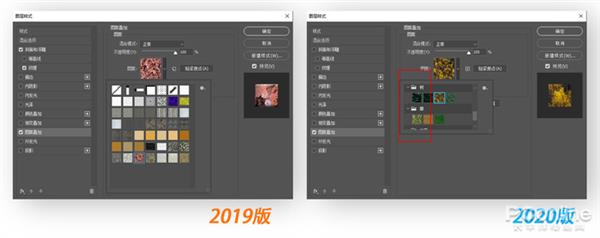 图层样式
样式
混合选项
斜面和浮雕
等高线
纹理
描边
内阴影
内发光
光泽
颜色叠加
渐变叠加
图案叠加
外发光
投影
图案叠加
图案
混合模式: 正常
不透明度(Y): 100 %
图案:
贴紧原点(A)
确定
取消
新建样式(W)...
预览(V)
2019版
图层样式
样式
混合选项
斜面和浮雕
等高线
纹理
描边
内阴影
内发光
光泽
颜色叠加
渐变叠加
图案叠加
外发光
投影
图案叠加
图案
混合模式: 正常
不透明度(Y): 100 %
图案:
贴紧原点(A)
树
草
确定
取消
新建样式(W)...
预览(V)
2020版